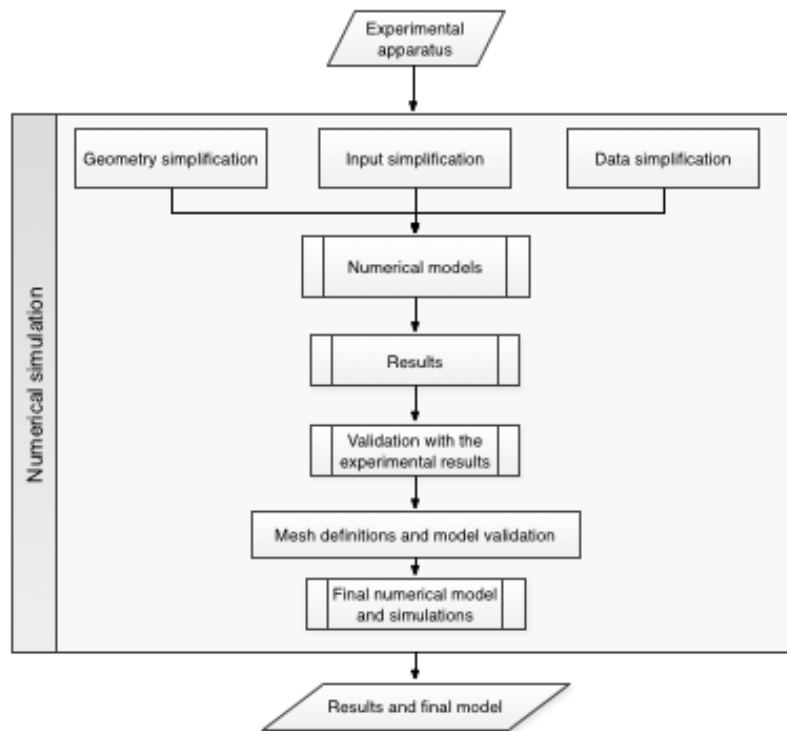 Experimental
apparatus
Geometry simplification
Input simplification
Data simplification
Numerical models
Results
Validation with the
experimental results
Mesh definitions and model validation
Final numerical model
and simulations
Numerical simulation
Results and final model